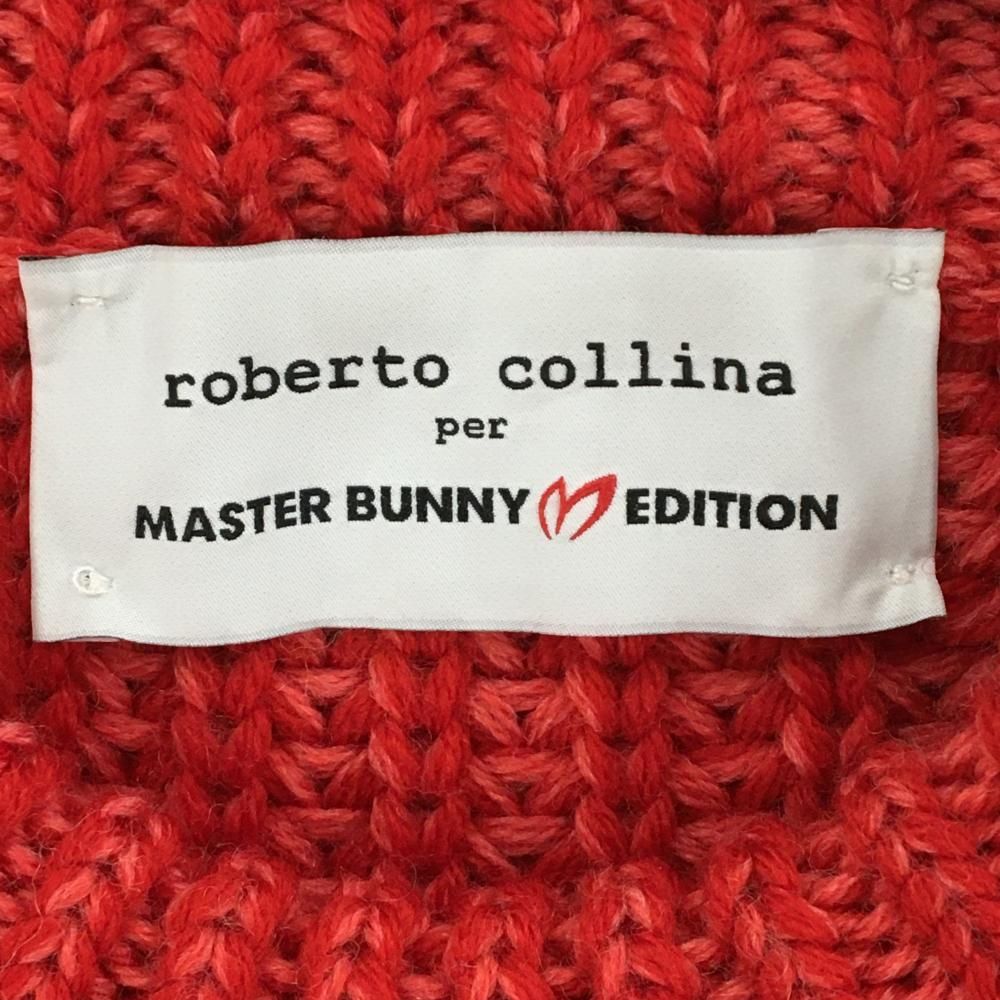 roberto collina
per
MASTER BUNNY EDITION